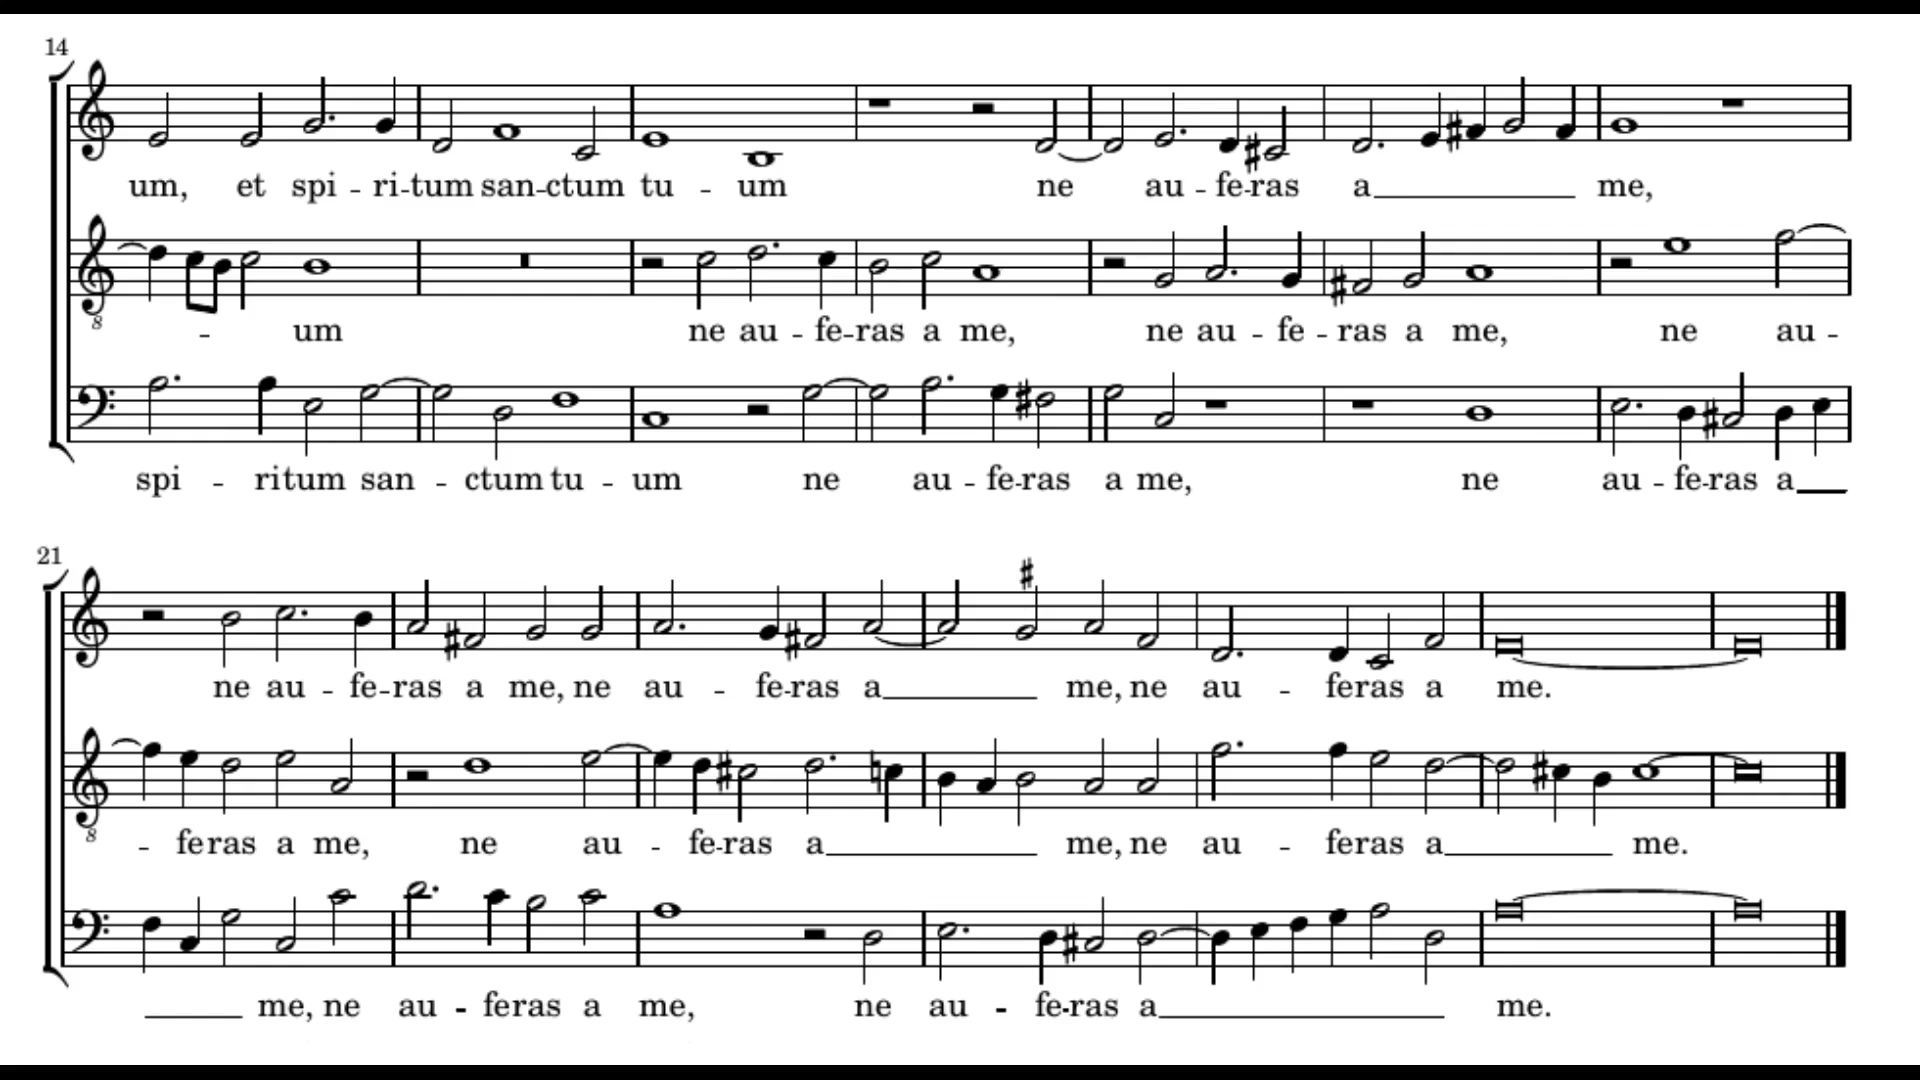 14
um, et spi - ri-tum san-ctum tu - um ne au - fe-ras a me,
8
- um ne au - fe-ras a me, ne au - fe - ras a me, ne au -
spi - ritum san - ctum tu - um ne au - fe-ras a me, ne au - fe-ras a
21
ne au - fe-ras a me, ne au - fe-ras a me, ne au - feras a me.
8
- feras a me, ne au - fe-ras a me, ne au - feras a me.
me, ne au - feras a me, ne au - fe-ras a me.